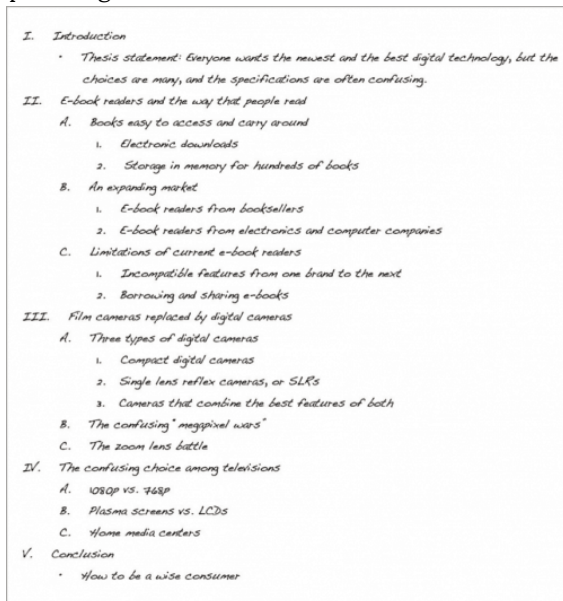 I. Introduction
· Thesis statement: Everyone wants the newest and the best digital technology, but the
choices are many, and the specifications are often confusing.
II. E-book readers and the way that people read
A. Books easy to access and carry around
1. Electronic downloads
2. Storage in memory for hundreds of books
B. An expanding market
1. E-book readers from booksellers
2. E-book readers from electronics and computer companies
C. Limitations of current e-book readers
1. Incompatible features from one brand to the next
2. Borrowing and sharing e-books
III. Film cameras replaced by digital cameras
A. Three types of digital cameras
1. Compact digital cameras
2. Single lens reflex cameras, or SLRs
3. Cameras that combine the best features of both
B. The confusing "megapixel wars"
C. The zoom lens battle
IV. The confusing choice among televisions
A. 1080p vs. 768p
B. Plasma screens vs. LCDs
C. Home media centers
V. Conclusion
· How to be a wise consumer